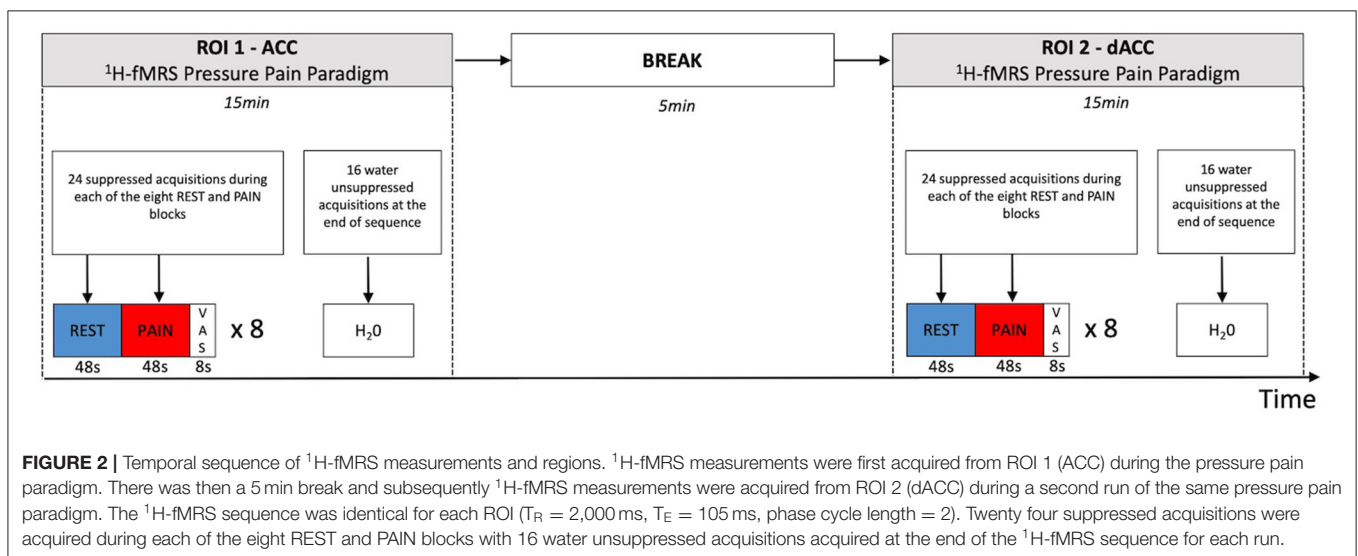 ROI 1 - ACC
¹H-fMRS Pressure Pain Paradigm
BREAK
ROI 2 - dACC
¹H-fMRS Pressure Pain Paradigm
15min
5min
15min
24 suppressed acquisitions during
each of the eight REST and PAIN
blocks
16 water
unsuppressed
acquisitions at the
end of sequence
24 suppressed acquisitions during
each of the eight REST and PAIN
blocks
16 water
unsuppressed
acquisitions at the
end of sequence
REST
PAIN
V
A
S
x 8
H₂0
48s
48s
8s
REST
PAIN
V
A
S
x 8
H₂0
48s
48s
8s
Time
FIGURE 2 | Temporal sequence of ¹H-fMRS measurements and regions. ¹H-fMRS measurements were first acquired from ROI 1 (ACC) during the pressure pain
paradigm. There was then a 5 min break and subsequently ¹H-fMRS measurements were acquired from ROI 2 (dACC) during a second run of the same pressure pain
paradigm. The ¹H-fMRS sequence was identical for each ROI (T_R = 2,000 ms, T_E = 105 ms, phase cycle length = 2). Twenty four suppressed acquisitions were
acquired during each of the eight REST and PAIN blocks with 16 water unsuppressed acquisitions acquired at the end of the ¹H-fMRS sequence for each run.